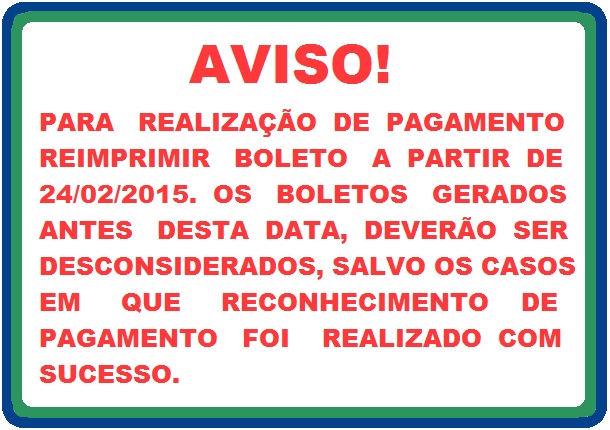 AVISO!
PARA REALIZAÇÃO DE PAGAMENTO
REIMPRIMIR BOLETO A PARTIR DE
24/02/2015. OS BOLETOS GERADOS
ANTES DESTA DATA, DEVERÃO SER
DESCONSIDERADOS, SALVO OS CASOS
EM QUE RECONHECIMENTO DE
PAGAMENTO FOI REALIZADO COM
SUCESSO.